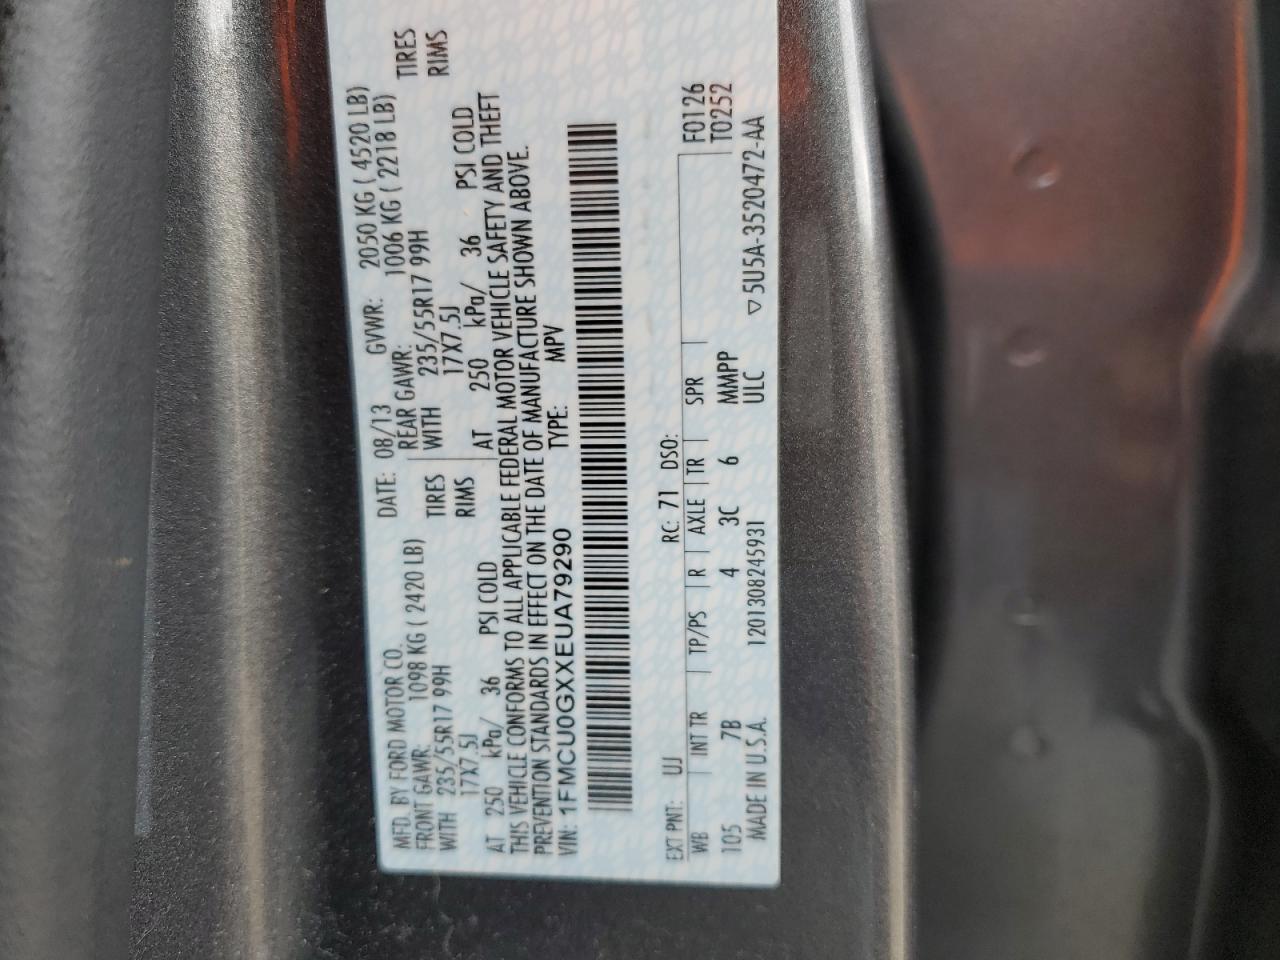 MFD. BY FORD MOTOR CO.
DATE: 08/13 GVWR: 2050 KG ( 4520 LB)
FRONT GAWR: 1098 KG ( 2420 LB) REAR GAWR: 1006 KG ( 2218 LB)
WITH 235/55R17 99H TIRES WITH 235/55R17 99H TIRES
17X7.5J RIMS 17X7.5J RIMS
AT 250 kPa/ 36 PSI COLD AT 250 kPa/ 36 PSI COLD
THIS VEHICLE CONFORMS TO ALL APPLICABLE FEDERAL MOTOR VEHICLE SAFETY AND THEFT
PREVENTION STANDARDS IN EFFECT ON THE DATE OF MANUFACTURE SHOWN ABOVE.
VIN: 1FMCU0GXXEUA79290 TYPE: MPV
EXT PNT: UJ RC: 71 DSO: F0126
WB INT TR TP/PS R AXLE TR SPR T0252
105 7B 4 3C 6 MMPP
MADE IN U.S.A. 12013082459​31 ULC ▽5U5A-3520472-AA